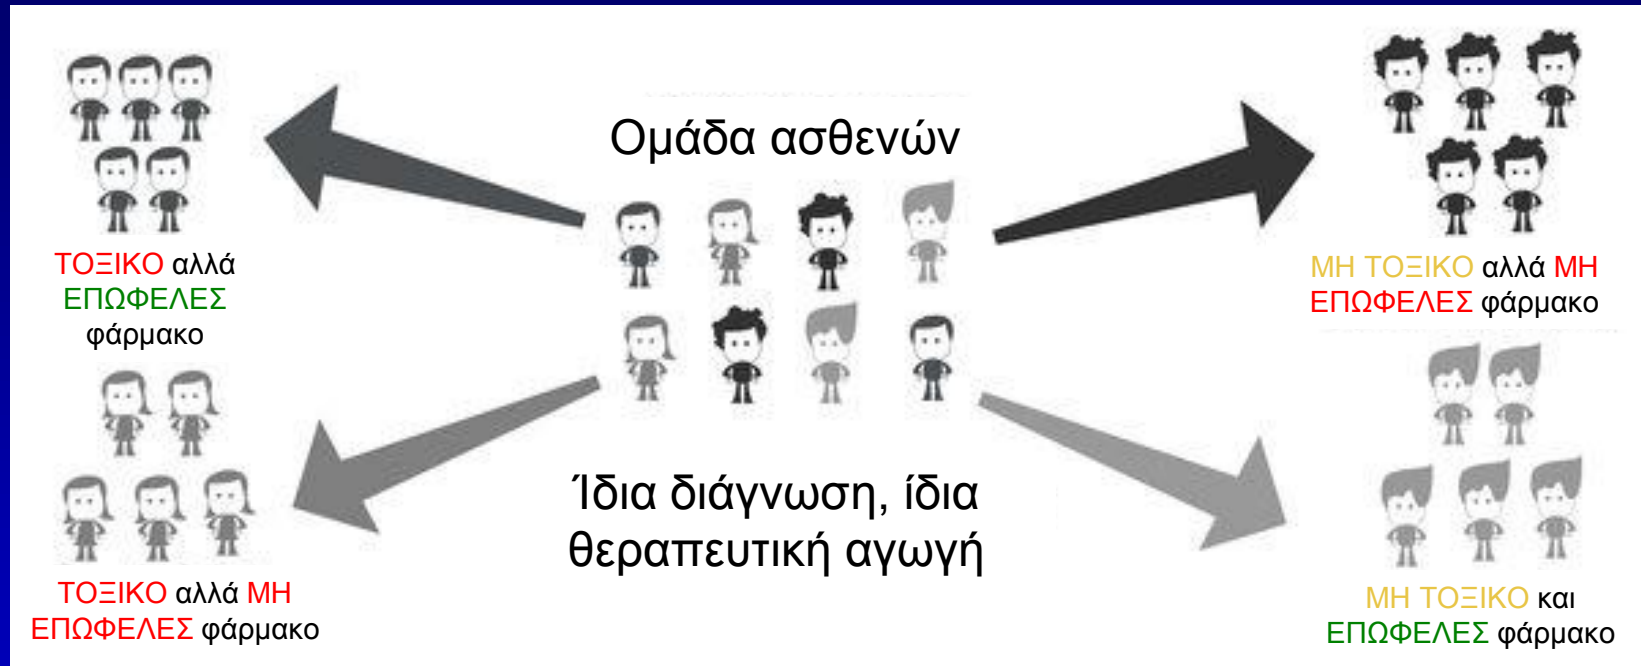 Ομάδα ασθενών
ΤΟΞΙΚΟ αλλά
ΕΠΩΦΕΛΕΣ
φάρμακο
ΜΗ ΤΟΞΙΚΟ αλλά ΜΗ
ΕΠΩΦΕΛΕΣ φάρμακο
Ίδια διάγνωση, ίδια
θεραπευτική αγωγή
ΤΟΞΙΚΟ αλλά ΜΗ
ΕΠΩΦΕΛΕΣ φάρμακο
ΜΗ ΤΟΞΙΚΟ και
ΕΠΩΦΕΛΕΣ φάρμακο